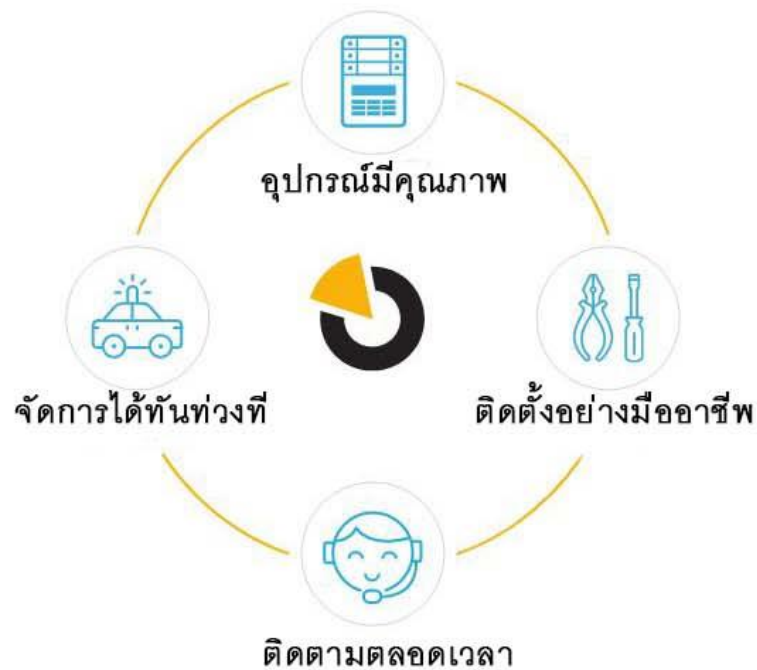 อุปกรณ์มีคุณภาพ
จัดการได้ทันท่วงที
ติดตั้งอย่างมืออาชีพ
ติดตามตลอดเวลา